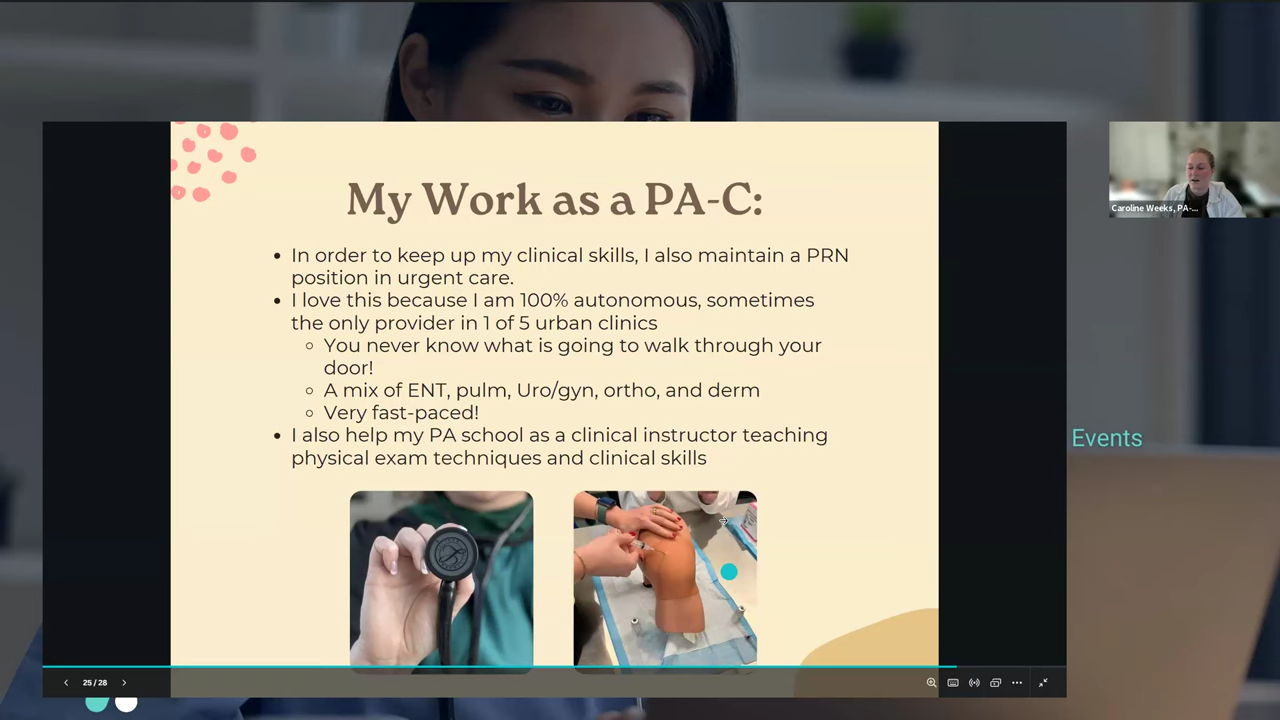 My Work as a PA-C:
In order to keep up my clinical skills, I also maintain a PRN
position in urgent care.
I love this because I am 100% autonomous, sometimes
the only provider in 1 of 5 urban clinics
You never know what is going to walk through your
door!
A mix of ENT, pulm, Uro/gyn, ortho, and derm
Very fast-paced!
I also help my PA school as a clinical instructor teaching
physical exam techniques and clinical skills
Caroline Weeks, PA-...
Events
25 / 28